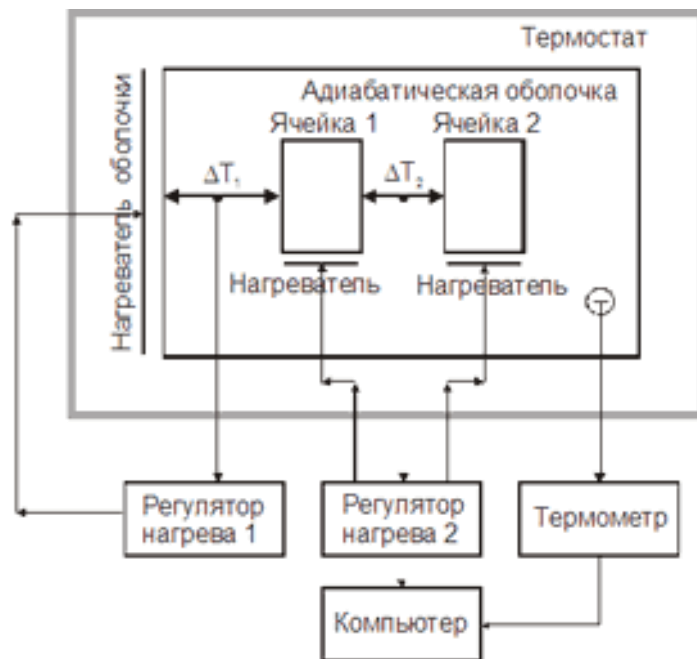 Термостат
Нагреватель оболочки
Адиабатическая оболочка
Ячейка 1
Ячейка 2
ΔT₁
ΔT₂
Нагреватель
Нагреватель
T
Регулятор
нагрева 1
Регулятор
нагрева 2
Термометр
Компьютер